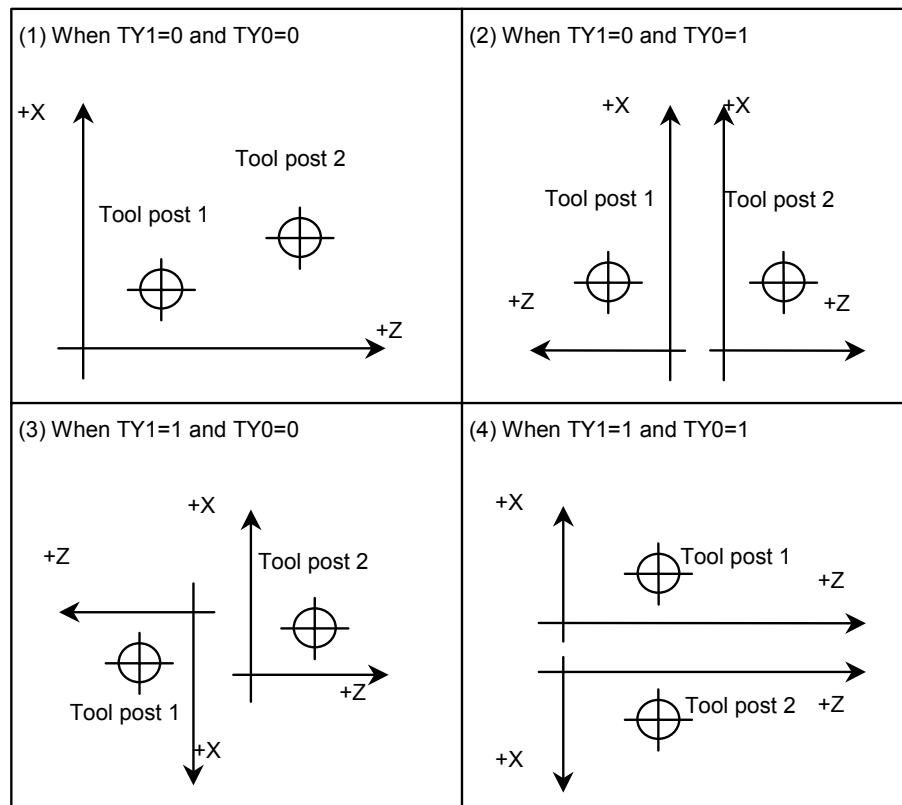 (1) When TY1=0 and TY0=0
+X
Tool post 2
Tool post 1
+Z
(2) When TY1=0 and TY0=1
+X
+X
Tool post 1
Tool post 2
+Z
+Z
(3) When TY1=1 and TY0=0
+X
+Z
Tool post 2
+Z
Tool post 1
+X
(4) When TY1=1 and TY0=1
+X
Tool post 1
+Z
Tool post 2
+Z
+X